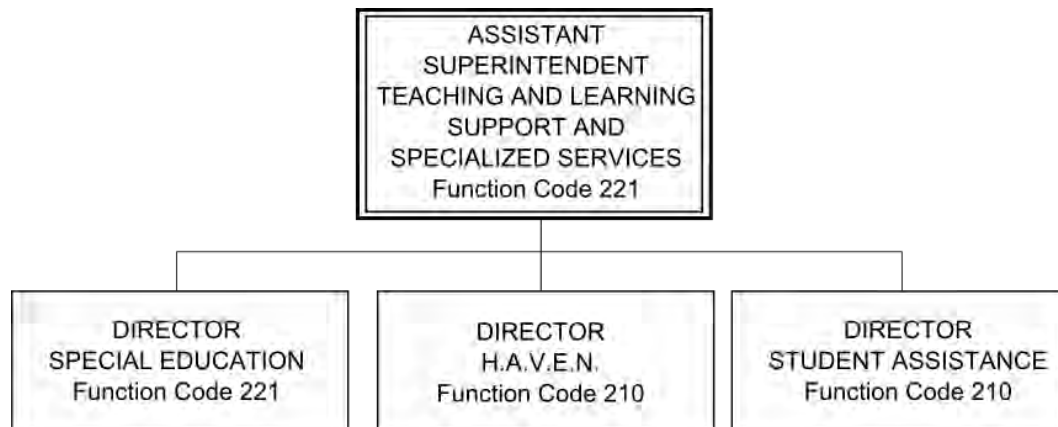 ASSISTANT
SUPERINTENDENT
TEACHING AND LEARNING
SUPPORT AND
SPECIALIZED SERVICES
Function Code 221
DIRECTOR
SPECIAL EDUCATION
Function Code 221
DIRECTOR
H.A.V.E.N.
Function Code 210
DIRECTOR
STUDENT ASSISTANCE
Function Code 210